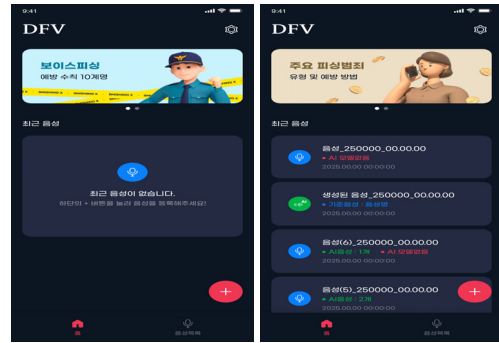 9:41
DFV
보이스피싱
예방 수칙 10계명
최근 음성
최근 음성이 없습니다.
하단의 + 버튼을 눌러 음성을 등록해주세요!
홈
음성목록
9:41
DFV
주요 피싱범죄
유형 및 예방 방법
최근 음성
음성_250000_00.00.00
• AI 모델없음
2025.00.00 00:00:00
생성된 음성_250000_00.00.00
• 기준음성 : 음성명
2025.00.00 00:00:00
음성(6)_250000_00.00.00
• AI음성 : 1개 • AI 모델없음
2025.00.00 00:00:00
음성(5)_250000_00.00.00
• AI음성 : 2개
2025.00.00 00:00:00
홈
음성목록